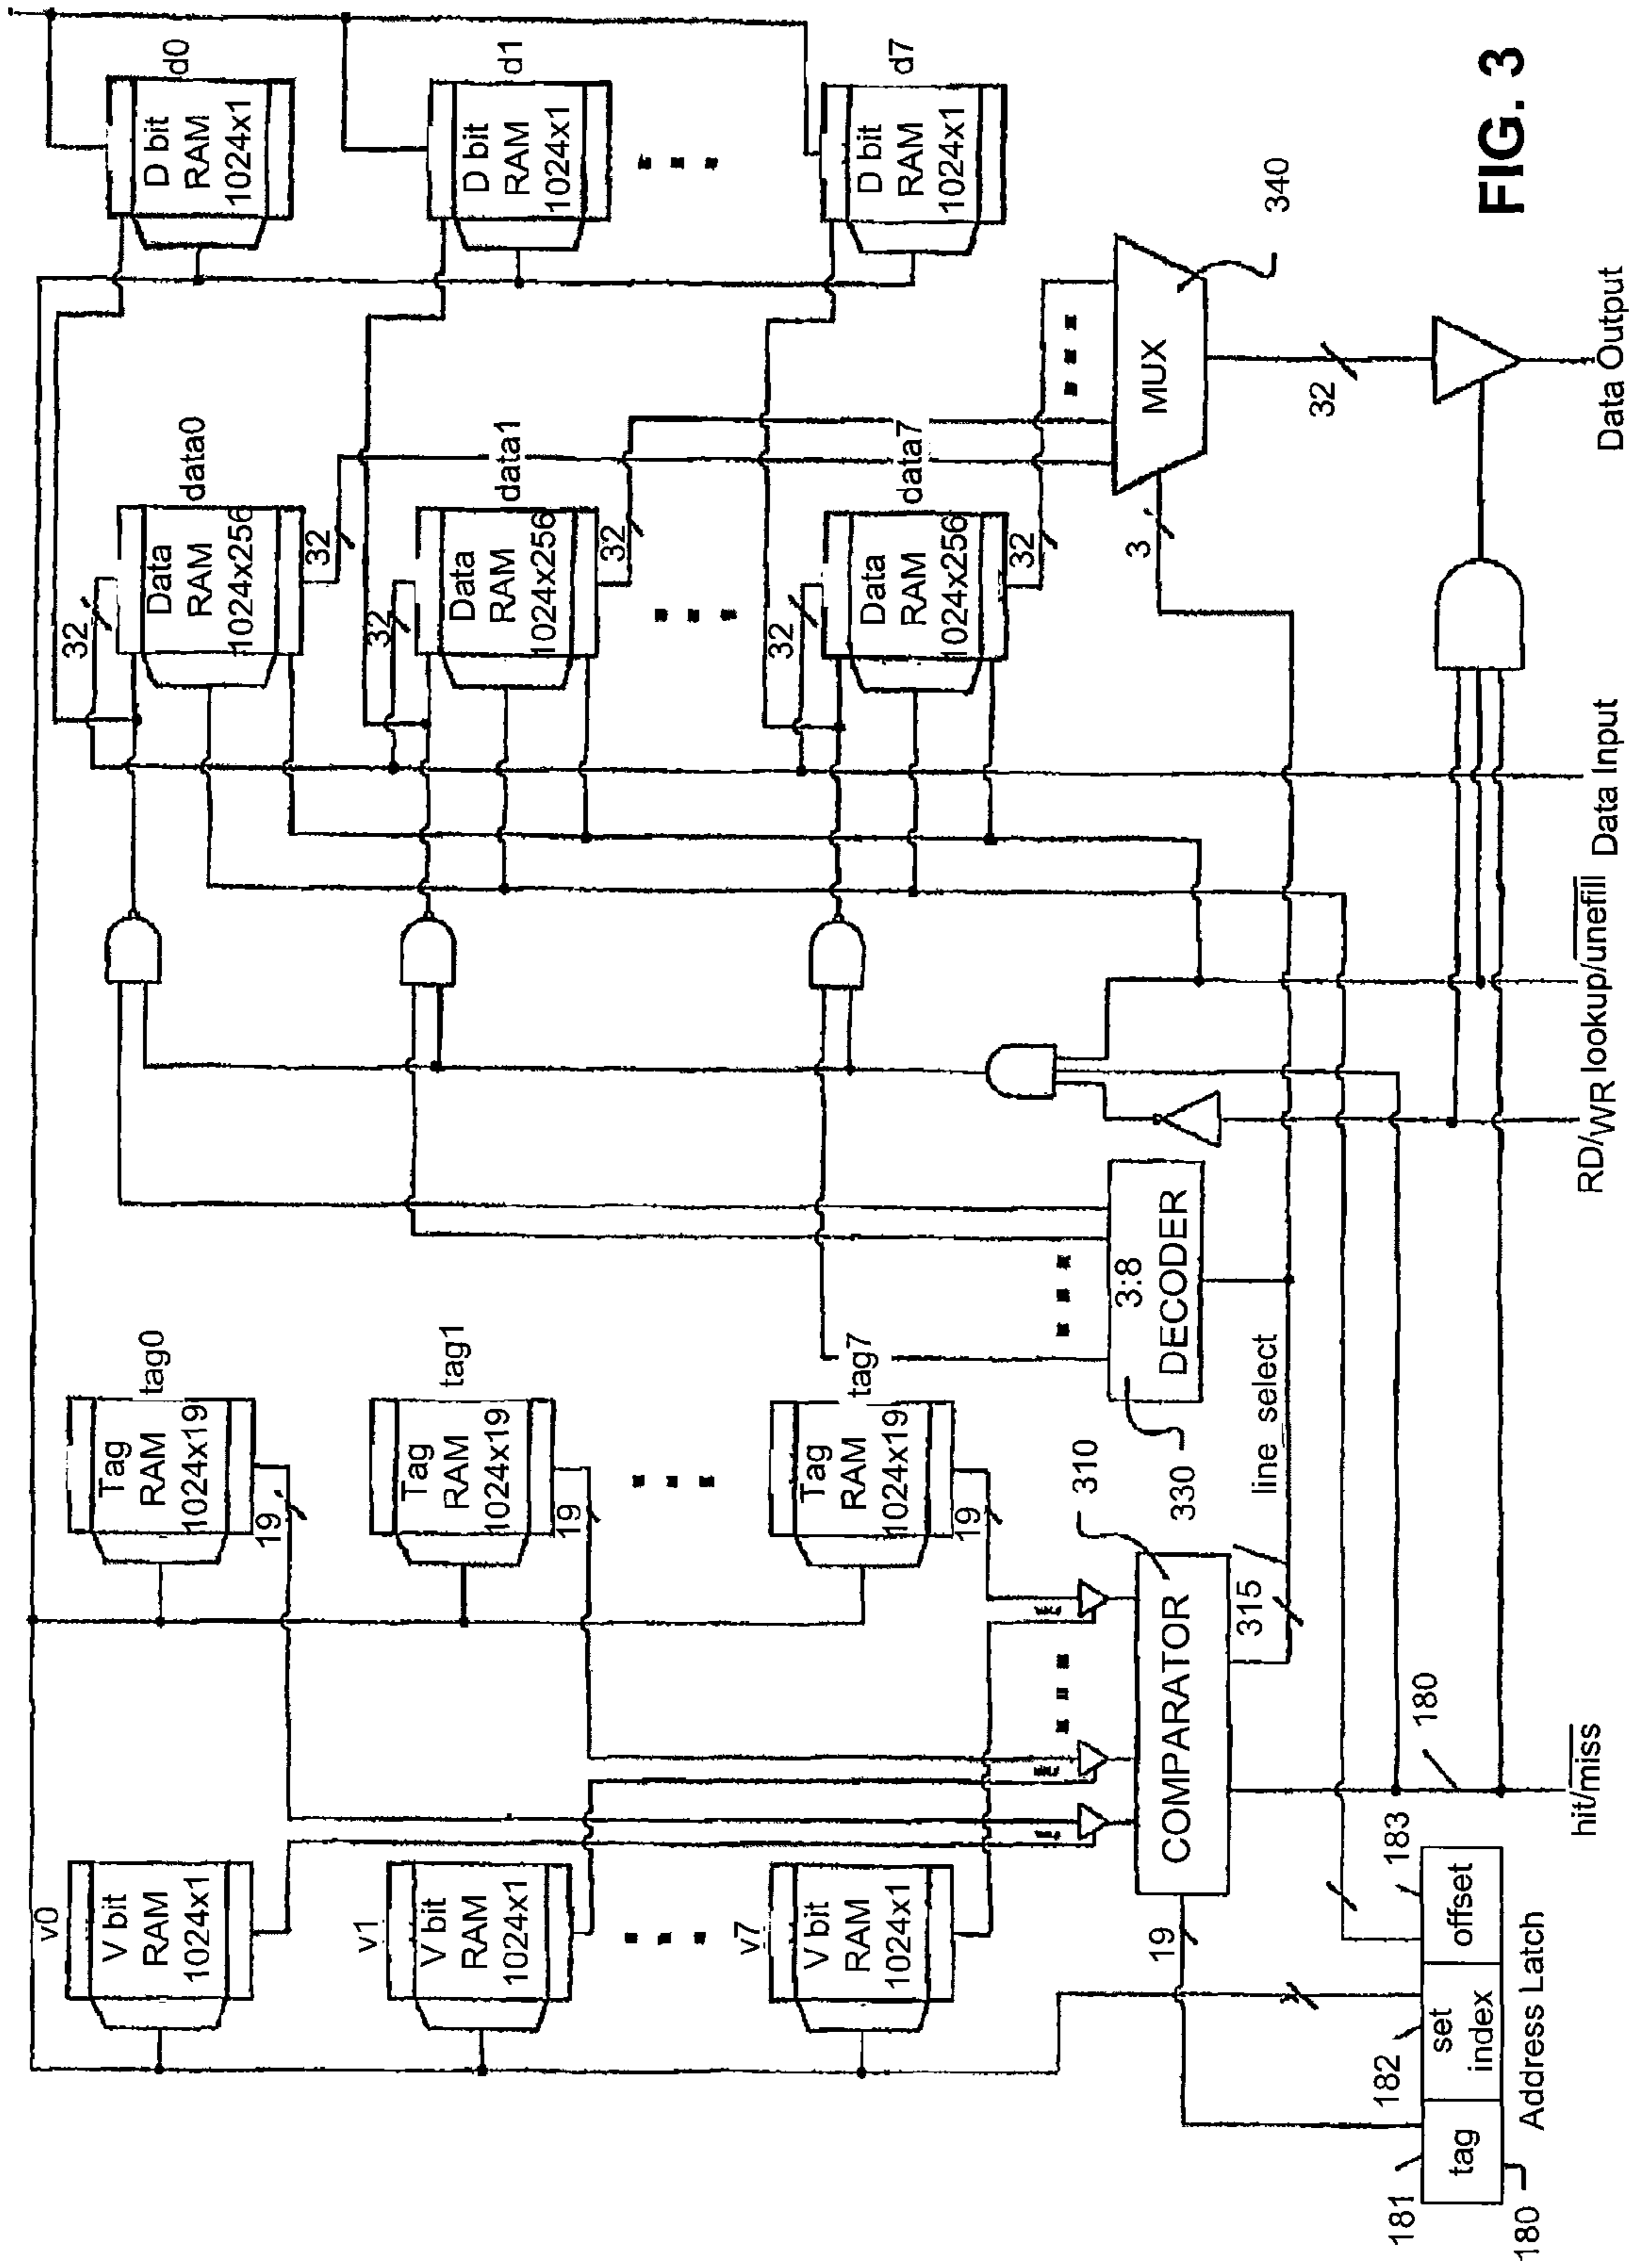 v0
V bit
RAM
1024x1
v1
V bit
RAM
1024x1
v7
V bit
RAM
1024x1
tag0
Tag
RAM
1024x19
19
tag1
Tag
RAM
1024x19
19
tag7
Tag
RAM
1024x19
19
data0
Data
RAM
1024x256
32
32
data1
Data
RAM
1024x256
32
32
data7
Data
RAM
1024x256
32
32
d0
D bit
RAM
1024x1
d1
D bit
RAM
1024x1
d7
D bit
RAM
1024x1
COMPARATOR
310
315
line select
19
3:8
DECODER
330
MUX
340
3
32
180
181
182
183
tag
set
index
offset
180
Address Latch
hit/miss
RD/WR
lookup/unefill
Data Input
Data Output
FIG. 3